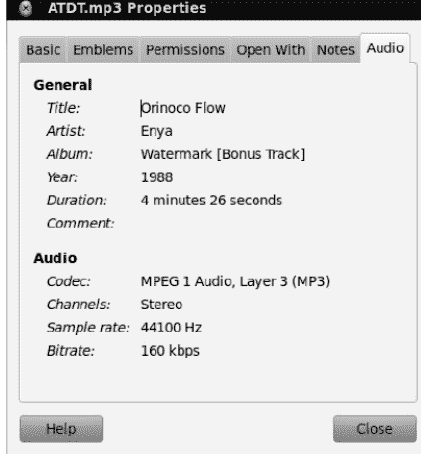 ATDT.mp3 Properties
Basic Emblems Permissions Open With Notes Audio
General
Title: Orinoco Flow
Artist: Enya
Album: Watermark [Bonus Track]
Year: 1988
Duration: 4 minutes 26 seconds
Comment:
Audio
Codec: MPEG 1 Audio, Layer 3 (MP3)
Channels: Stereo
Sample rate: 44100 Hz
Bitrate: 160 kbps
Help Close